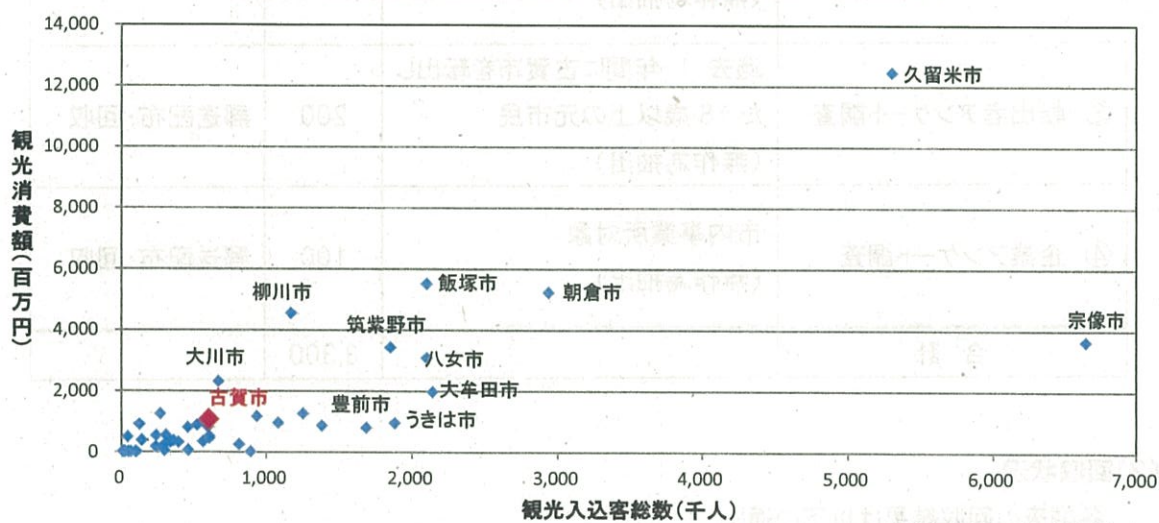 14,000
12,000
10,000
8,000
6,000
4,000
2,000
0
観光消費額(百万円)
久留米市
飯塚市
朝倉市
柳川市
筑紫野市
八女市
宗像市
大川市
大牟田市
古賀市
豊前市
うきは市
0 1,000 2,000 3,000 4,000 5,000 6,000 7,000
観光入込客総数(千人)